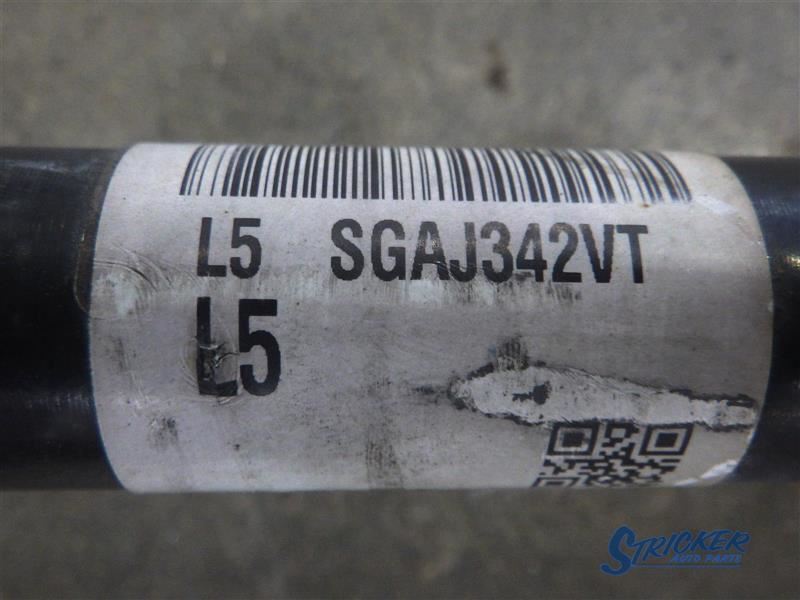 L5 SGAJ342VT
L5
STRICKER
AUTO PARTS